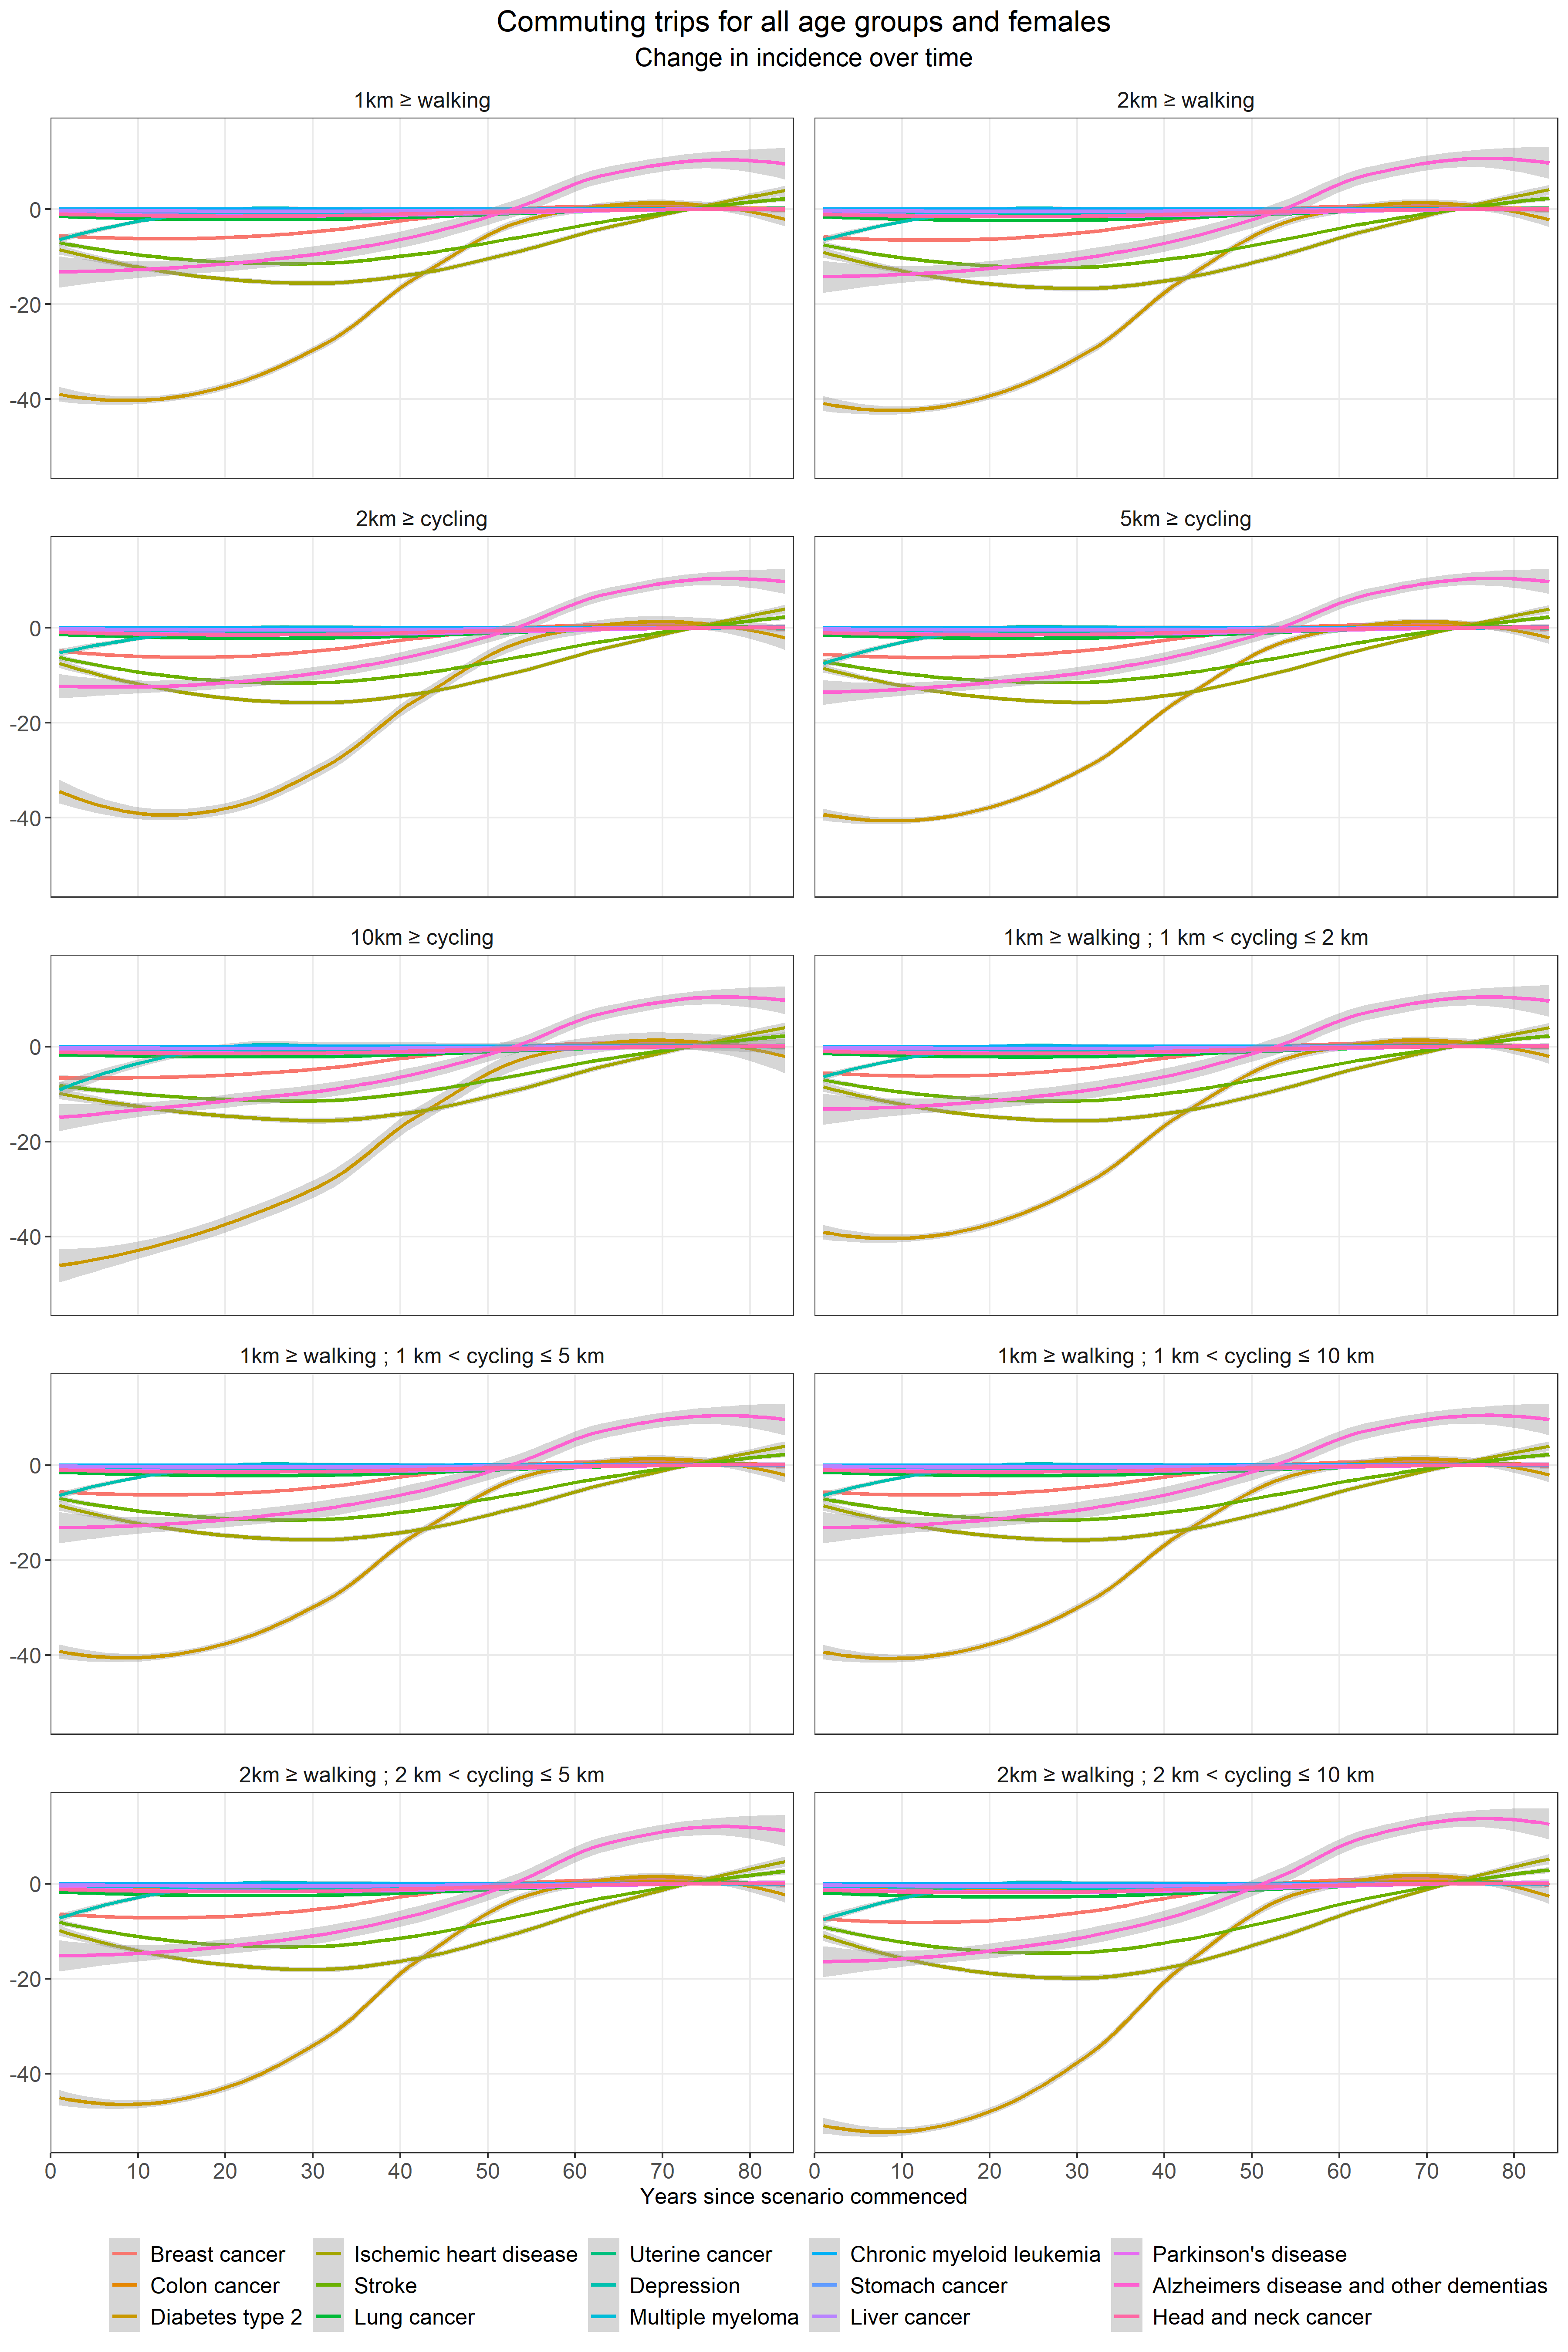 Commuting trips for all age groups and females
Change in incidence over time
1km ≥ walking
2km ≥ walking
0
-20
-40
2km ≥ cycling
5km ≥ cycling
0
-20
-40
10km ≥ cycling
1km ≥ walking ; 1 km < cycling ≤ 2 km
0
-20
-40
1km ≥ walking ; 1 km < cycling ≤ 5 km
1km ≥ walking ; 1 km < cycling ≤ 10 km
0
-20
-40
2km ≥ walking ; 2 km < cycling ≤ 5 km
2km ≥ walking ; 2 km < cycling ≤ 10 km
0
-20
-40
0 10 20 30 40 50 60 70 80
0 10 20 30 40 50 60 70 80
Years since scenario commenced
Breast cancer
Colon cancer
Diabetes type 2
Ischemic heart disease
Stroke
Lung cancer
Uterine cancer
Depression
Multiple myeloma
Chronic myeloid leukemia
Stomach cancer
Liver cancer
Parkinson's disease
Alzheimers disease and other dementias
Head and neck cancer